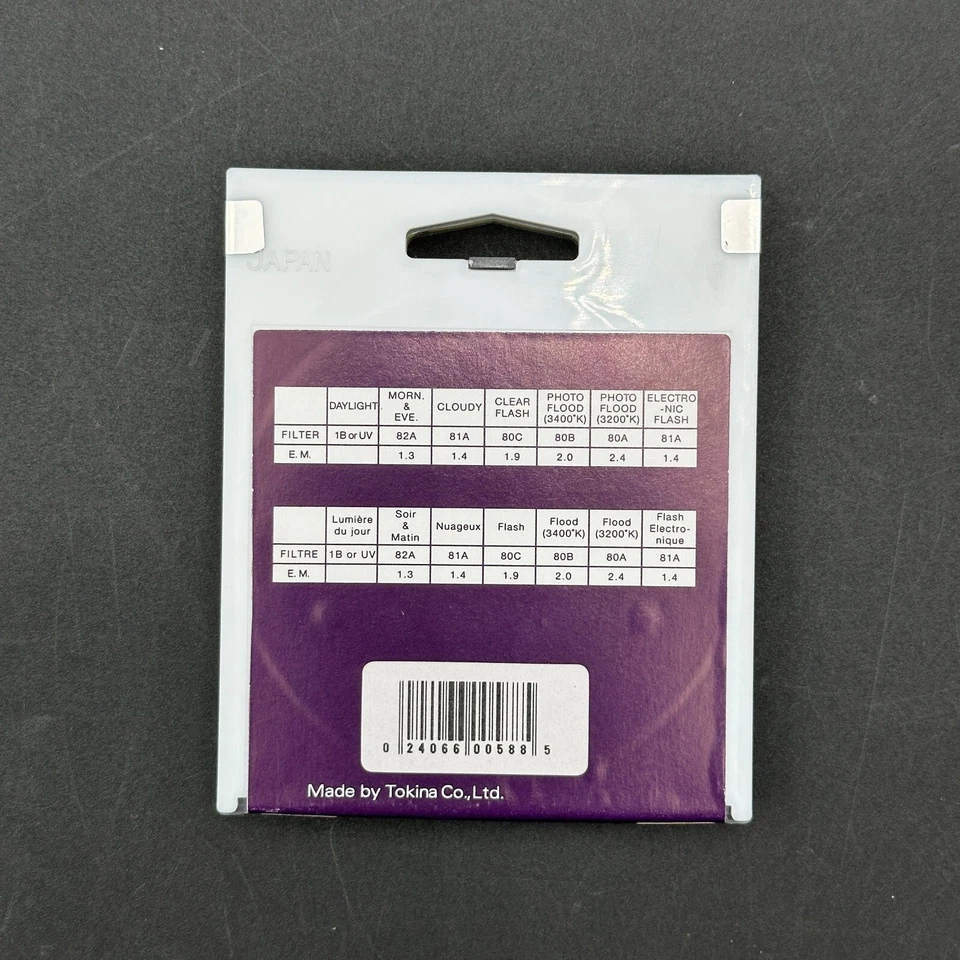 JAPAN
DAYLIGHT MORN. & EVE. CLOUDY CLEAR FLASH PHOTO FLOOD (3400°K) PHOTO FLOOD (3200°K) ELECTRO-NIC FLASH
FILTER 1B or UV 82A 81A 80C 80B 80A 81A
E.M. 1.3 1.4 1.9 2.0 2.4 1.4
Lumière du jour Soir & Matin Nuageux Flash Flood (3400°K) Flood (3200°K) Flash Electro-nique
FILTRE 1B or UV 82A 81A 80C 80B 80A 81A
E.M. 1.3 1.4 1.9 2.0 2.4 1.4
0 24066 00588 5
Made by Tokina Co.,Ltd.